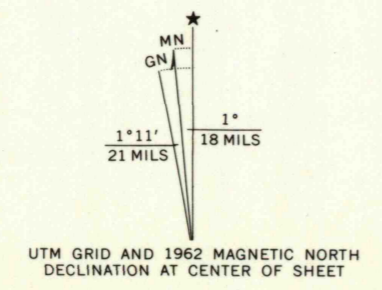 ★
MN
GN
1°
18 MILS
1°11′
21 MILS
UTM GRID AND 1962 MAGNETIC NORTH
DECLINATION AT CENTER OF SHEET